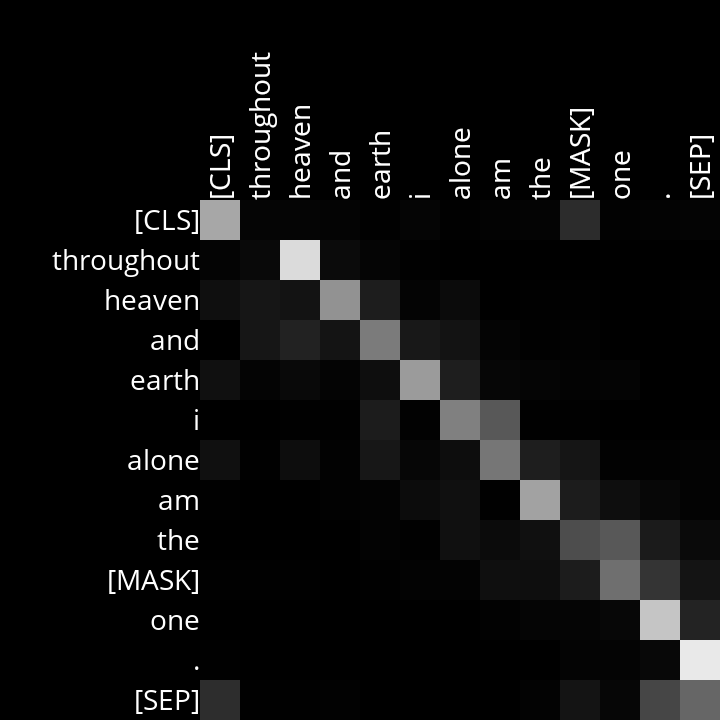 [CLS] throughout heaven and earth i alone am the [MASK] one . [SEP]
[CLS]
throughout
heaven
and
earth
i
alone
am
the
[MASK]
one
.
[SEP]